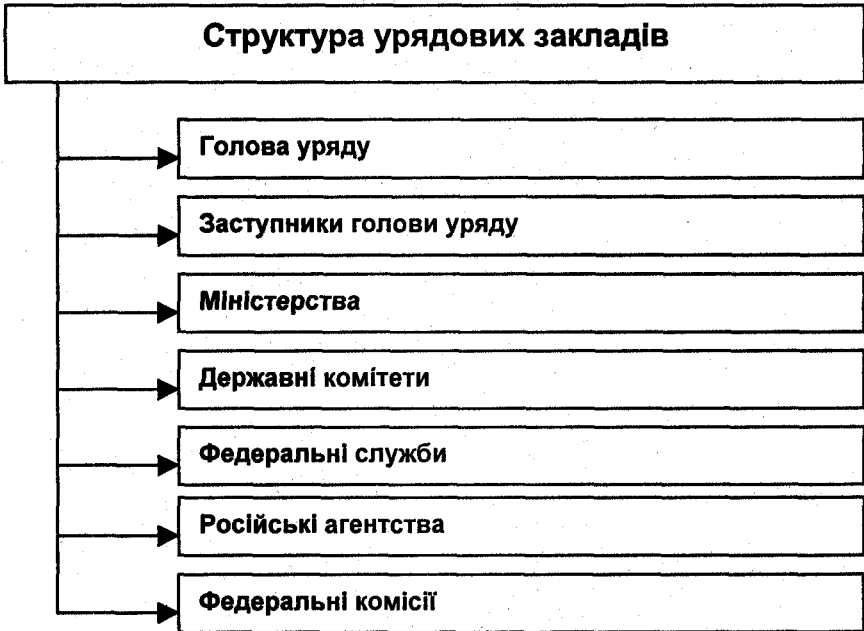 Структура урядових закладів
Голова уряду
Заступники голови уряду
Міністерства
Державні комітети
Федеральні служби
Російські агентства
Федеральні комісії